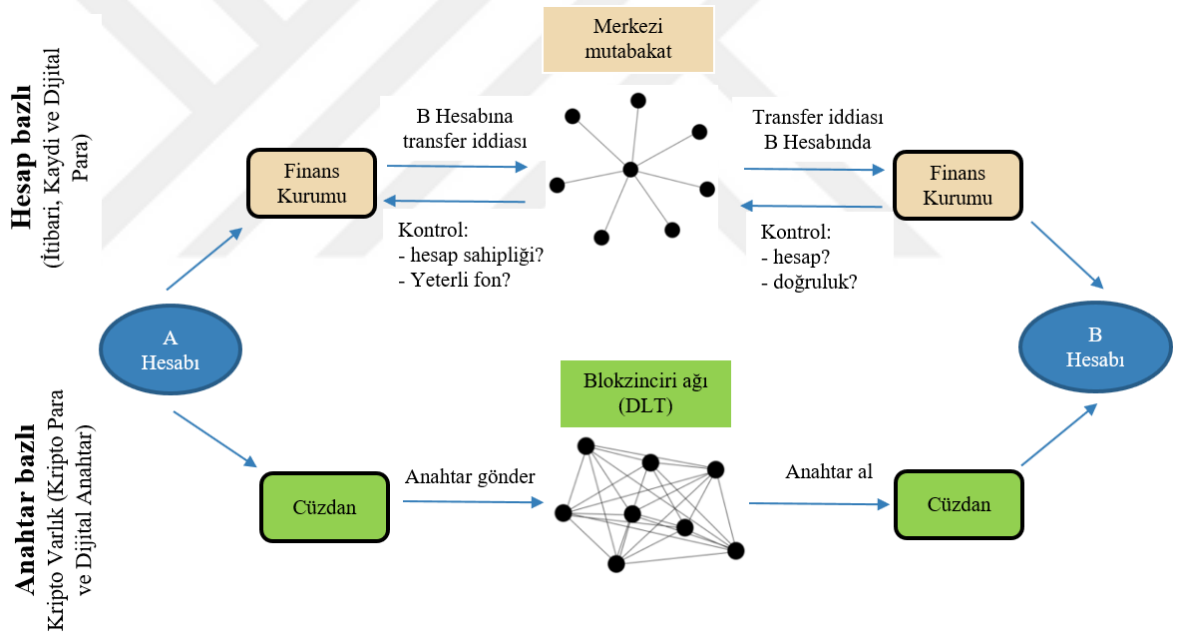 Hesap bazlı
(İtibari, Kaydi ve Dijital
Para)
Merkezi
mutabakat
B Hesabına
transfer iddiası
Transfer iddiası
B Hesabında
Finans
Kurumu
Finans
Kurumu
Kontrol:
- hesap sahipliği?
- Yeterli fon?
Kontrol:
- hesap?
- doğruluk?
A
Hesabı
B
Hesabı
Anahtar bazlı
Kripto Varlık (Kripto Para
ve Dijital Anahtar)
Blokzinciri ağı
(DLT)
Anahtar gönder
Anahtar al
Cüzdan
Cüzdan